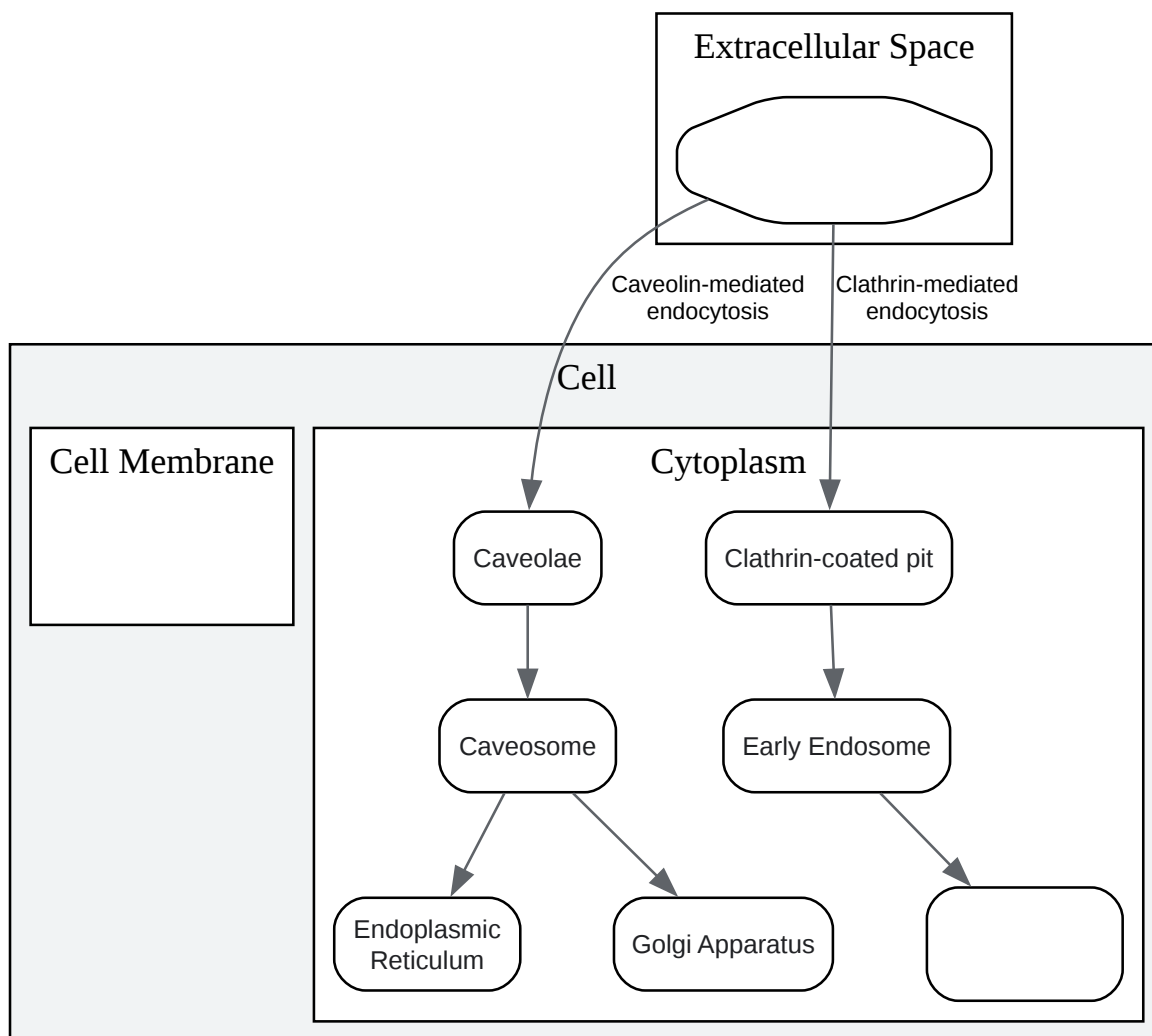 Extracellular Space
Caveolin-mediated
endocytosis
Clathrin-mediated
endocytosis
Cell
Cell Membrane
Cytoplasm
Caveolae
Clathrin-coated pit
Caveosome
Early Endosome
Endoplasmic
Reticulum
Golgi Apparatus